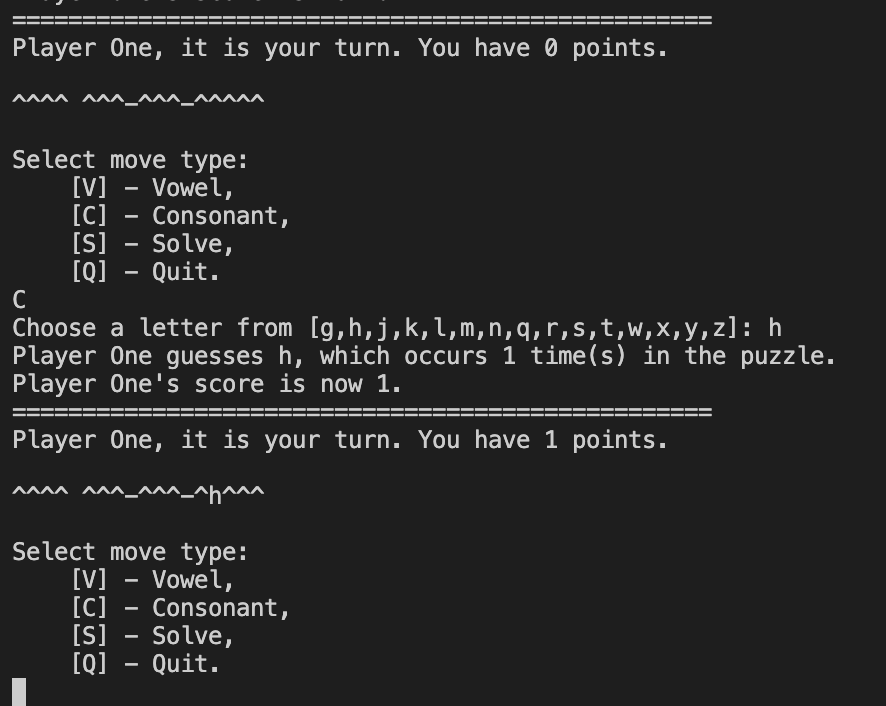 ==================================================
Player One, it is your turn. You have 0 points.
^^^^ ^^^-^^^-^^^^^
Select move type:
[V] - Vowel,
[C] - Consonant,
[S] - Solve,
[Q] - Quit.
C
Choose a letter from [g,h,j,k,l,m,n,q,r,s,t,w,x,y,z]: h
Player One guesses h, which occurs 1 time(s) in the puzzle.
Player One's score is now 1.
==================================================
Player One, it is your turn. You have 1 points.
^^^^ ^^^-^^^-^h^^^
Select move type:
[V] - Vowel,
[C] - Consonant,
[S] - Solve,
[Q] - Quit.